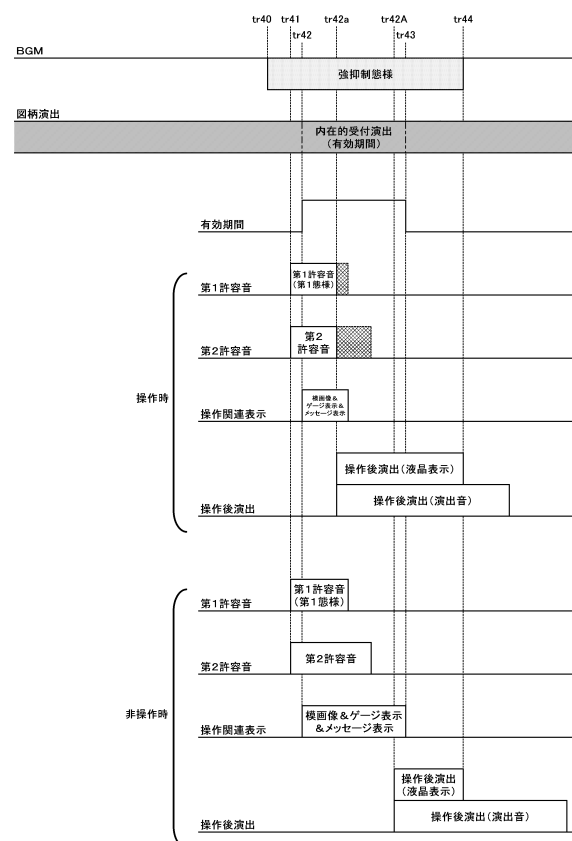 tr40 tr41 tr42a tr42A tr44
tr42 tr43
BGM
強抑制態様
図柄演出
内在的受付演出
(有効期間)
有効期間
操作時
第1許容音
(第1態様)
第1許容音
第2
許容音
第2許容音
模画像&
ゲージ表示&
メッセージ表示
操作関連表示
操作後演出(液晶表示)
操作後演出(演出音)
操作後演出
非操作時
第1許容音
(第1態様)
第1許容音
第2許容音
第2許容音
模画像&ゲージ表示
&メッセージ表示
操作関連表示
操作後演出
(液晶表示)
操作後演出(演出音)
操作後演出